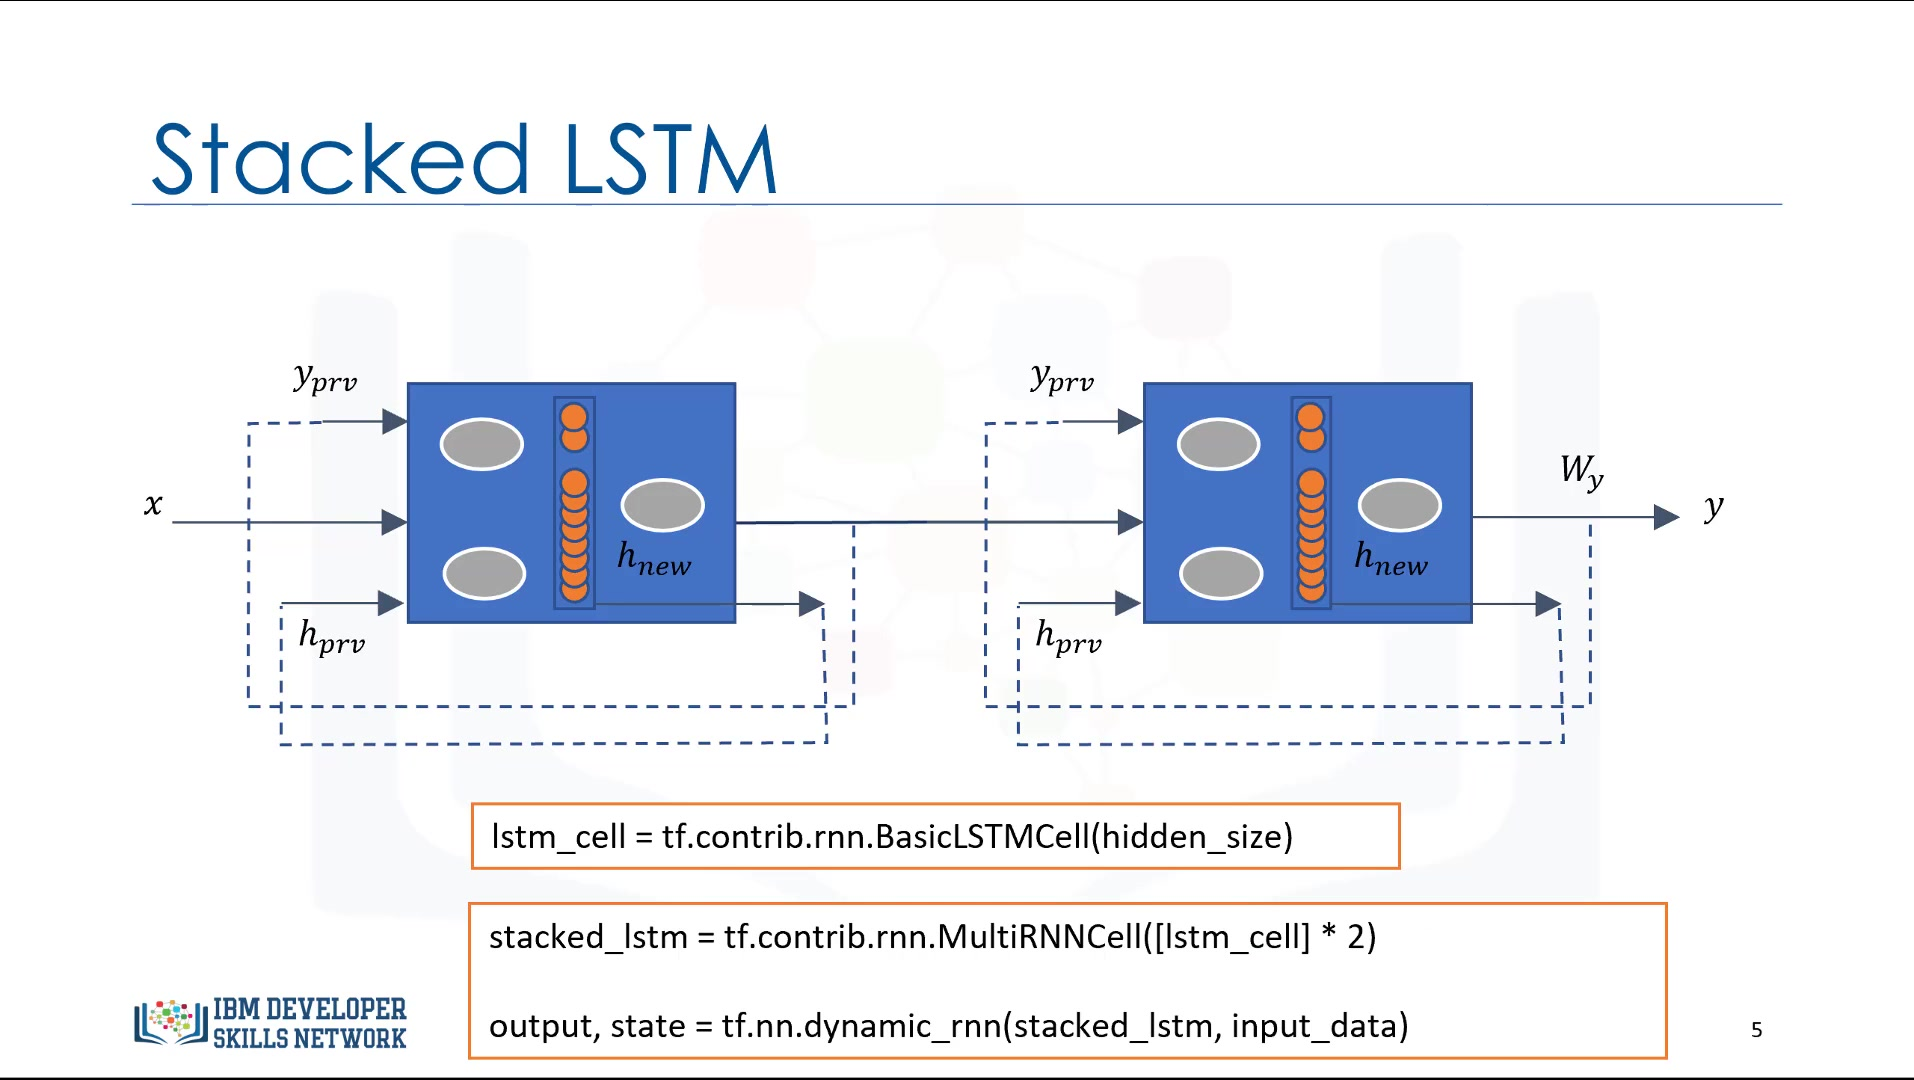 Stacked LSTM
y_prv
y_prv
W_y
x
y
h_new
h_new
h_prv
h_prv
lstm_cell = tf.contrib.rnn.BasicLSTMCell(hidden_size)
stacked_lstm = tf.contrib.rnn.MultiRNNCell([lstm_cell] * 2)
output, state = tf.nn.dynamic_rnn(stacked_lstm, input_data)
IBM DEVELOPER
SKILLS NETWORK
5